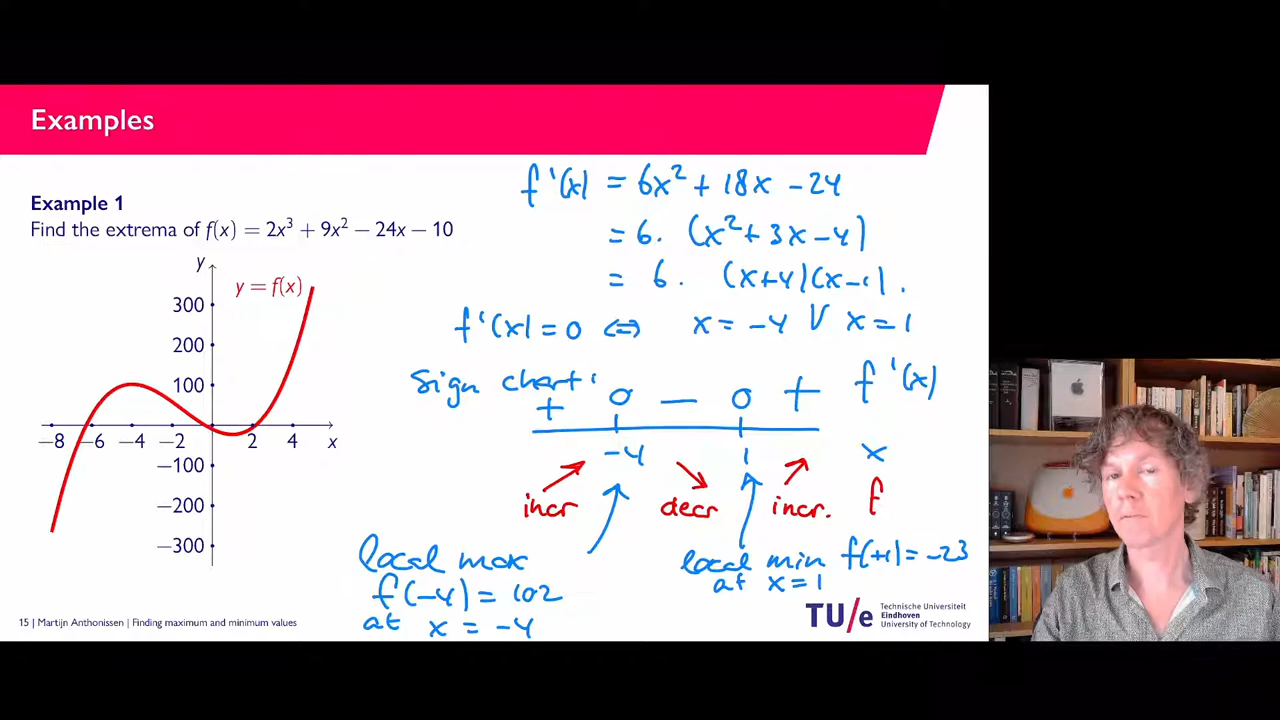 Examples
Example 1
Find the extrema of f(x) = 2x³ + 9x² − 24x − 10
y
y = f(x)
300
200
100
−8 −6 −4 −2 2 4 x
−100
−200
−300
f'(x) = 6x² + 18x − 24
= 6. (x² + 3x − 4)
= 6. (x+4)(x−1).
f'(x) = 0 ⇔ x = −4 ∨ x = 1
Sign chart:
+ 0 — 0 + f'(x)
−4 1 x
incr decr incr. f
local max
f(−4) = 102
at x = −4
local min f(+1) = −23
at x = 1
15 | Martijn Anthonissen | Finding maximum and minimum values
TU/e Technische Universiteit
Eindhoven
University of Technology